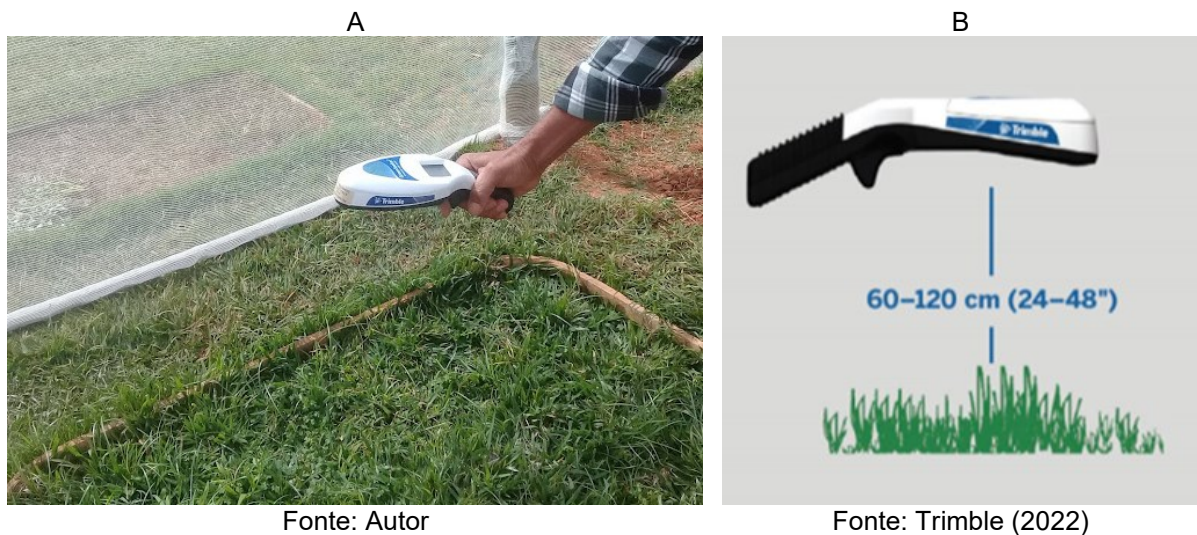 A
B
Trimble
Trimble
60–120 cm (24–48")
Fonte: Autor
Fonte: Trimble (2022)